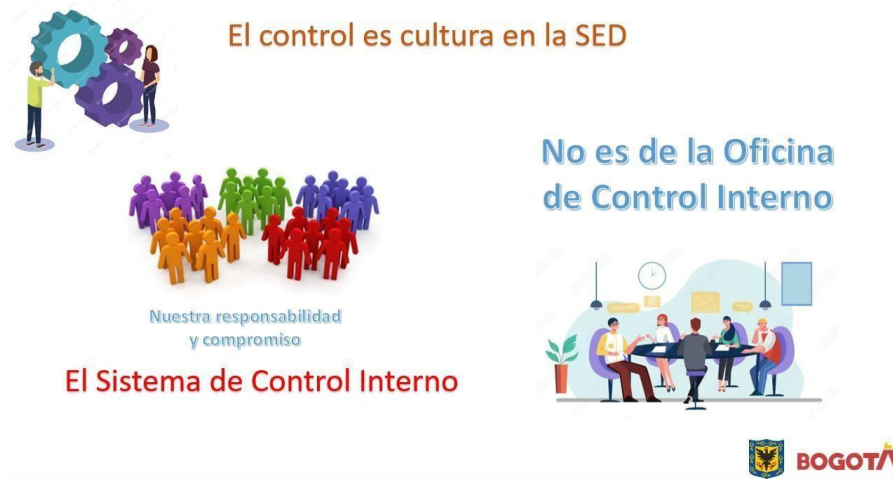 El control es cultura en la SED
No es de la Oficina
de Control Interno
Nuestra responsabilidad
y compromiso
El Sistema de Control Interno
BOGOTÁ